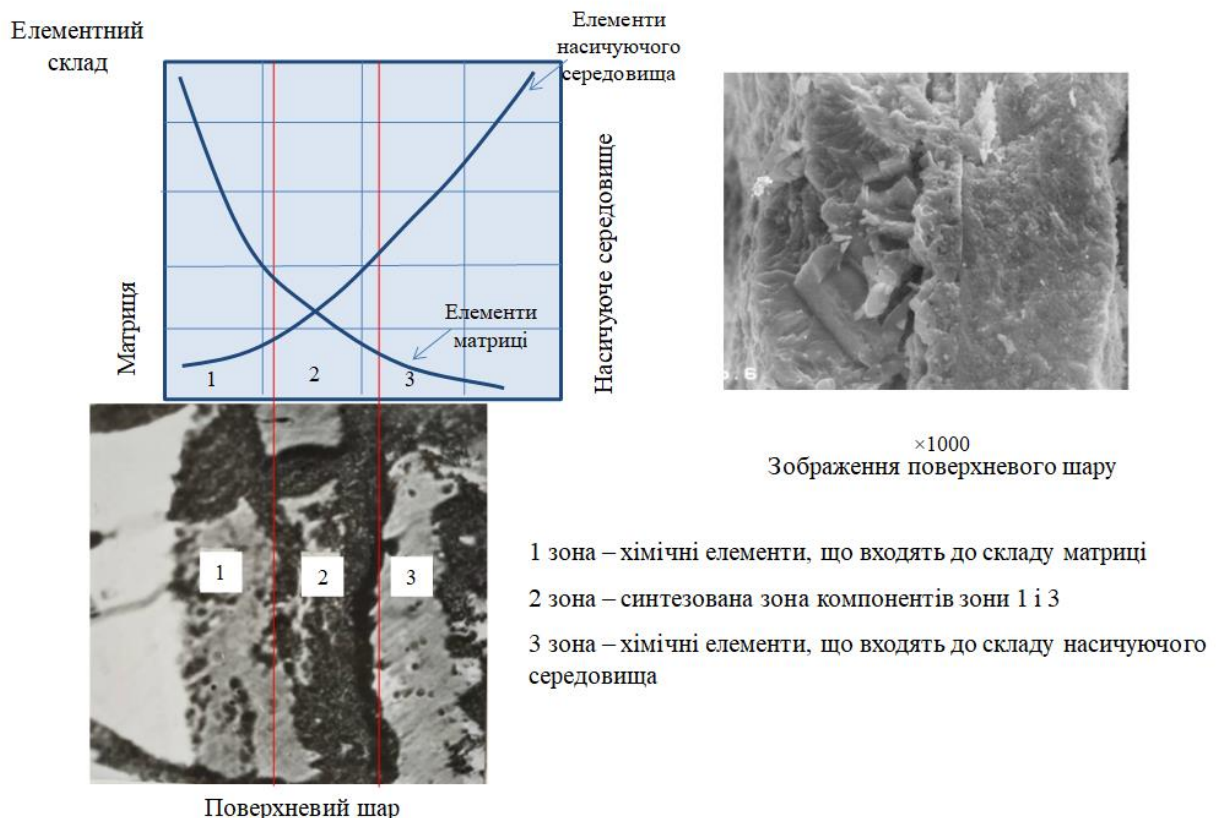 Елементний
склад
Елементи
насичуючого
середовища
Матриця
Насичуюче середовище
Елементи
матриці
1
2
3
1
2
3
Поверхневий шар
×1000
Зображення поверхневого шару
1 зона – хімічні елементи, що входять до складу матриці
2 зона – синтезована зона компонентів зони 1 і 3
3 зона – хімічні елементи, що входять до складу насичуючого
середовища